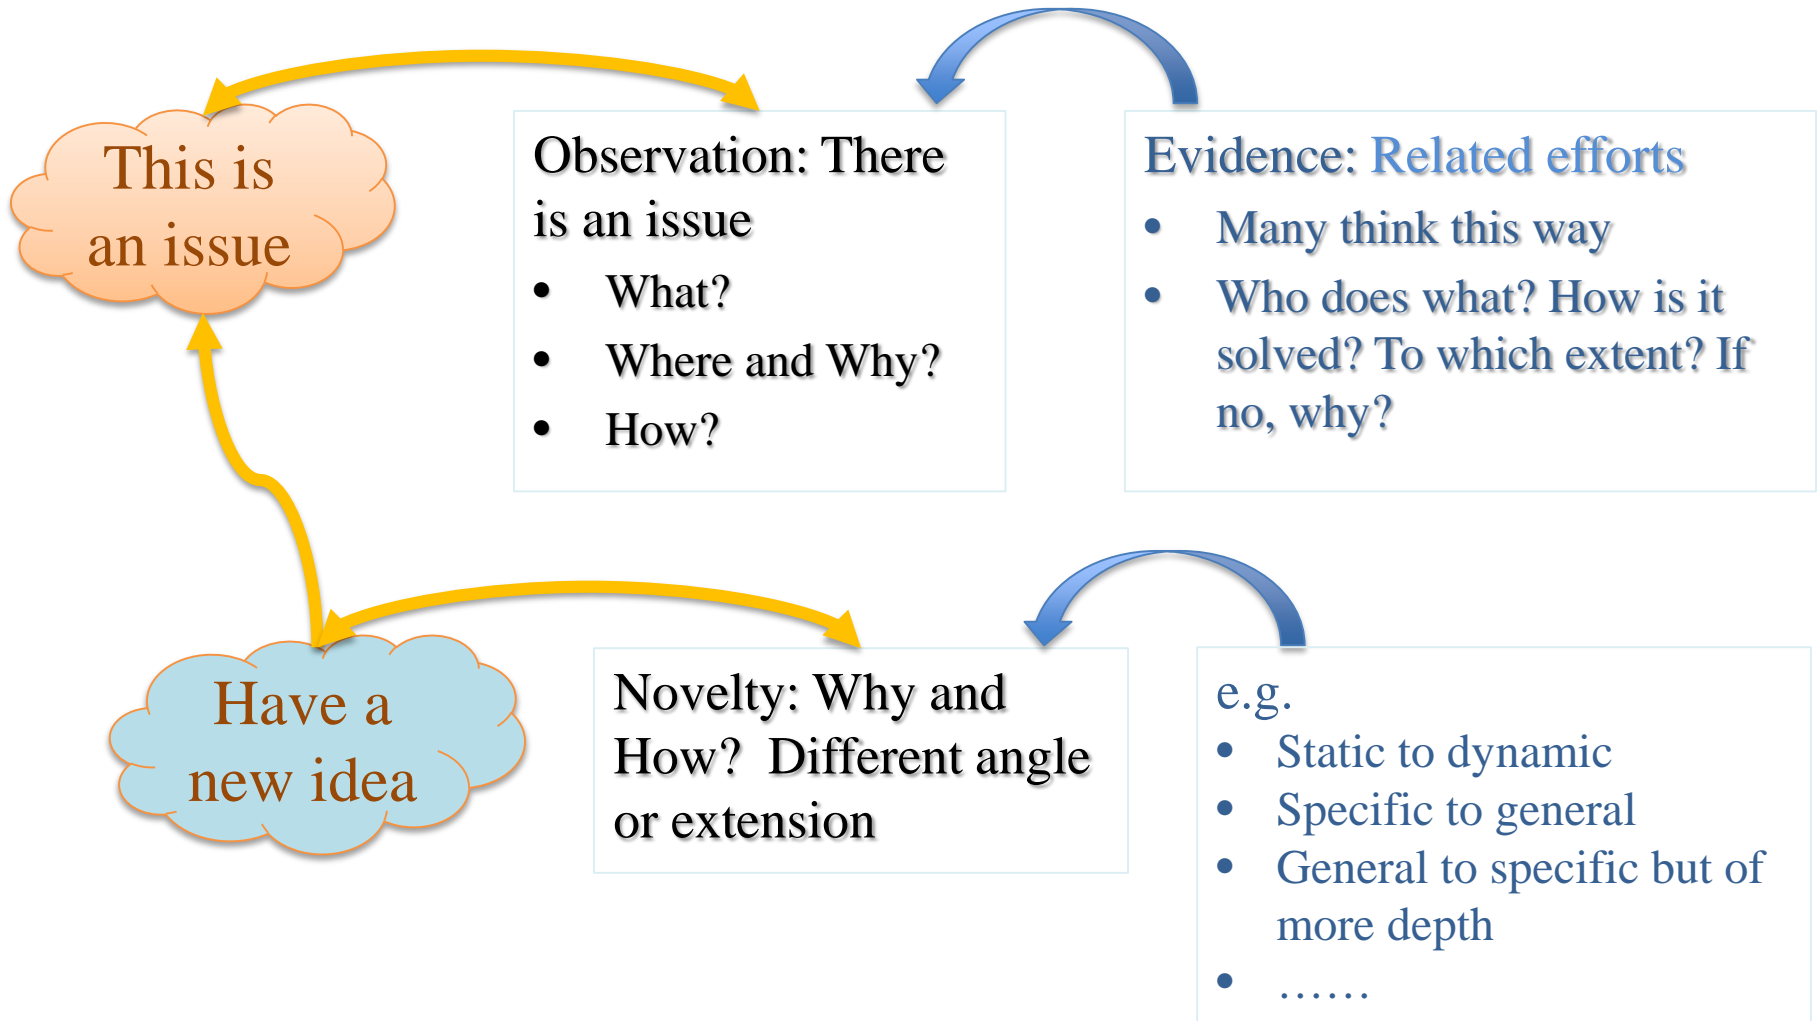 This is
an issue
Observation: There
is an issue
• What?
• Where and Why?
• How?
Evidence: Related efforts
• Many think this way
• Who does what? How is it
solved? To which extent? If
no, why?
Have a
new idea
Novelty: Why and
How?  Different angle
or extension
e.g.
• Static to dynamic
• Specific to general
• General to specific but of
more depth
• ……